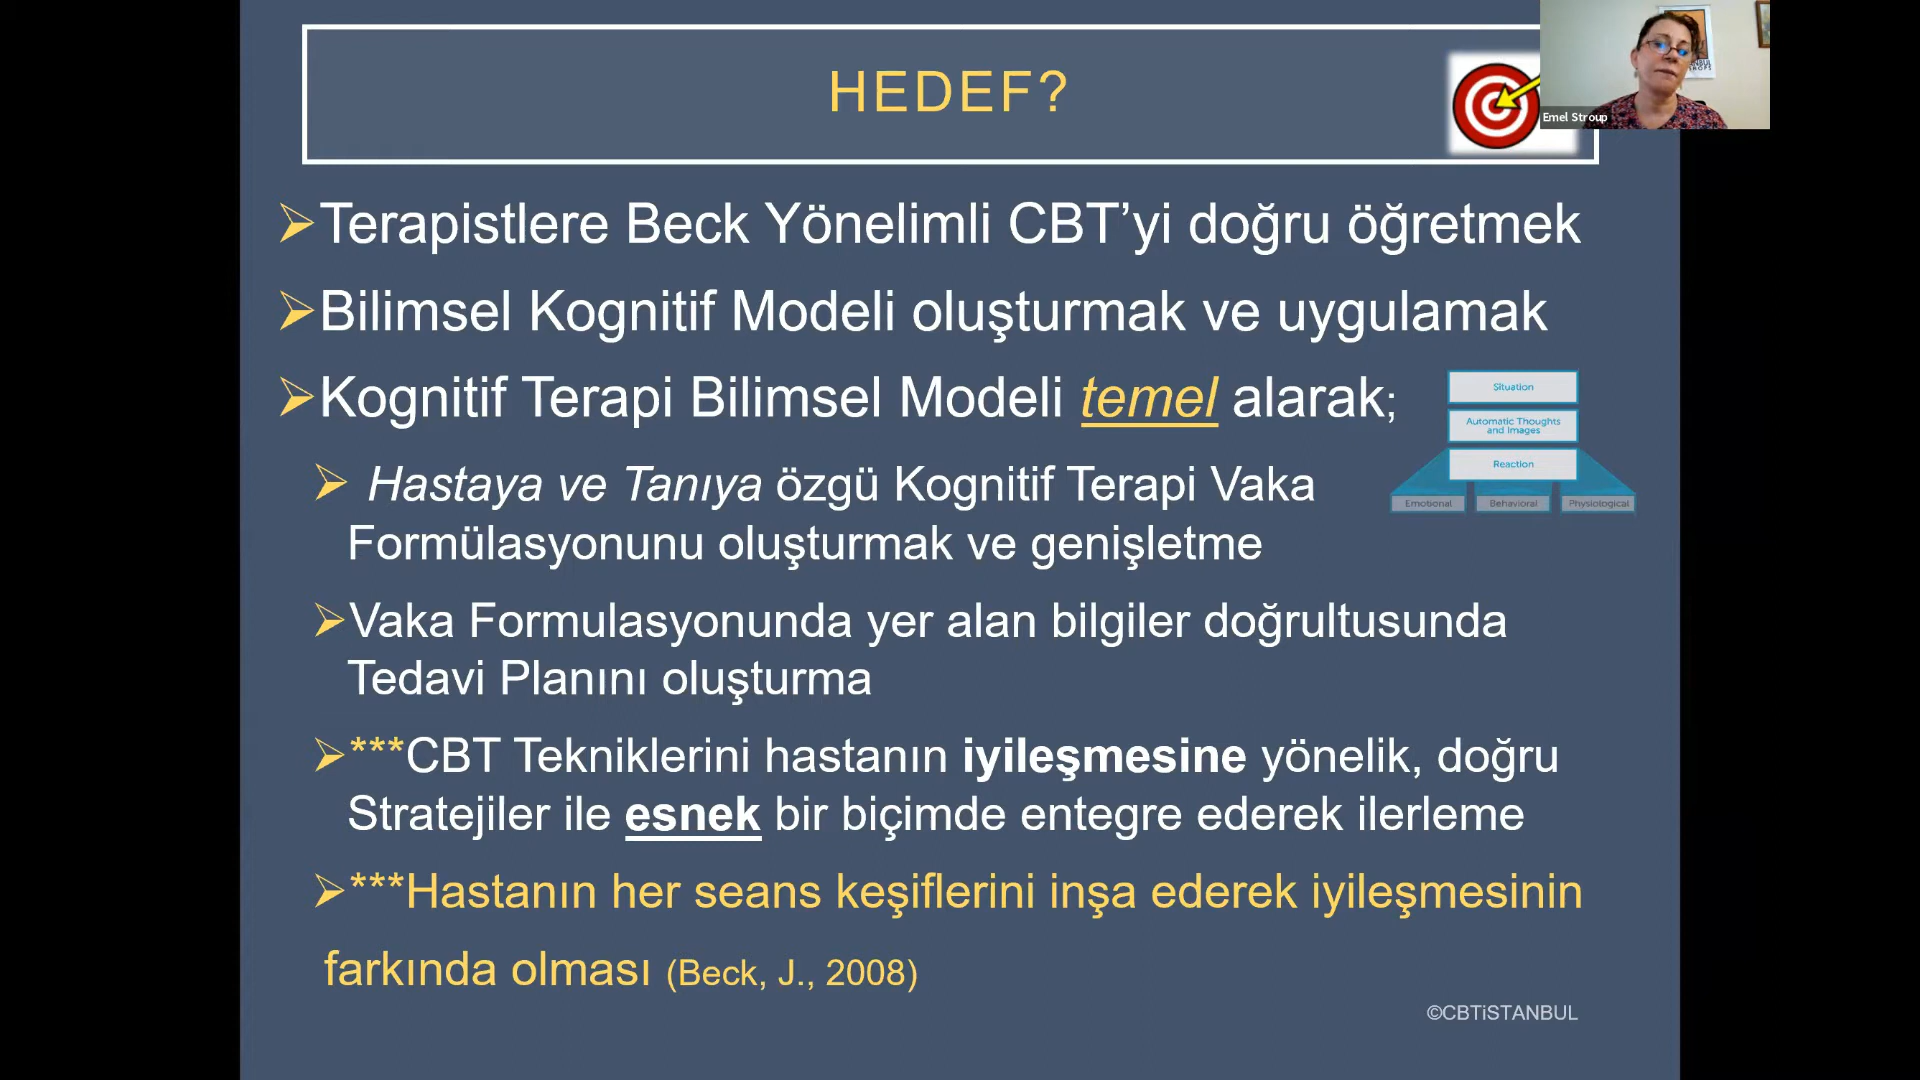 HEDEF?
Emel Stroup
➢Terapistlere Beck Yönelimli CBT’yi doğru öğretmek
➢Bilimsel Kognitif Modeli oluşturmak ve uygulamak
➢Kognitif Terapi Bilimsel Modeli temel alarak;
Situation
Automatic Thoughts
and Images
Reaction
Emotional Behavioral Physiological
➢ Hastaya ve Tanıya özgü Kognitif Terapi Vaka
Formülasyonunu oluşturmak ve genişletme
➢Vaka Formulasyonunda yer alan bilgiler doğrultusunda
Tedavi Planını oluşturma
➢***CBT Tekniklerini hastanın iyileşmesine yönelik, doğru
Stratejiler ile esnek bir biçimde entegre ederek ilerleme
➢***Hastanın her seans keşiflerini inşa ederek iyileşmesinin
farkında olması (Beck, J., 2008)
©CBTiSTANBUL